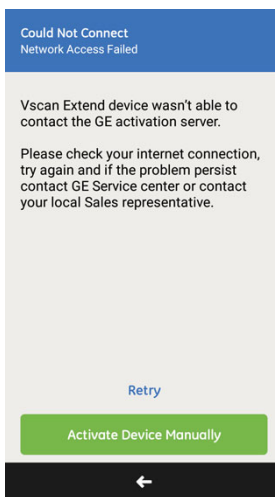 Could Not Connect
Network Access Failed
Vscan Extend device wasn't able to
contact the GE activation server.
Please check your internet connection,
try again and if the problem persist
contact GE Service center or contact
your local Sales representative.
Retry
Activate Device Manually